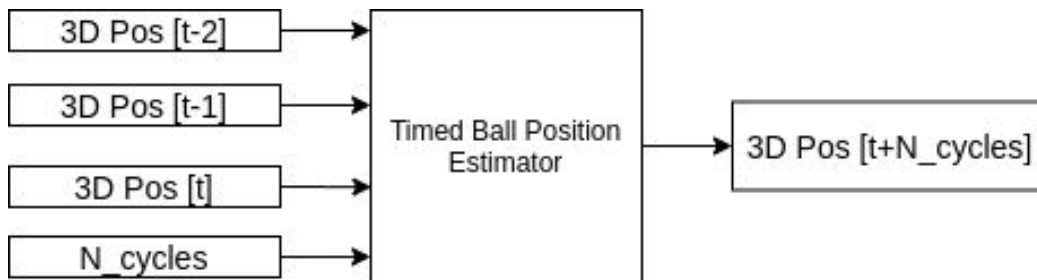 3D Pos [t-2]
3D Pos [t-1]
3D Pos [t]
N_cycles
Timed Ball Position
Estimator
3D Pos [t+N_cycles]